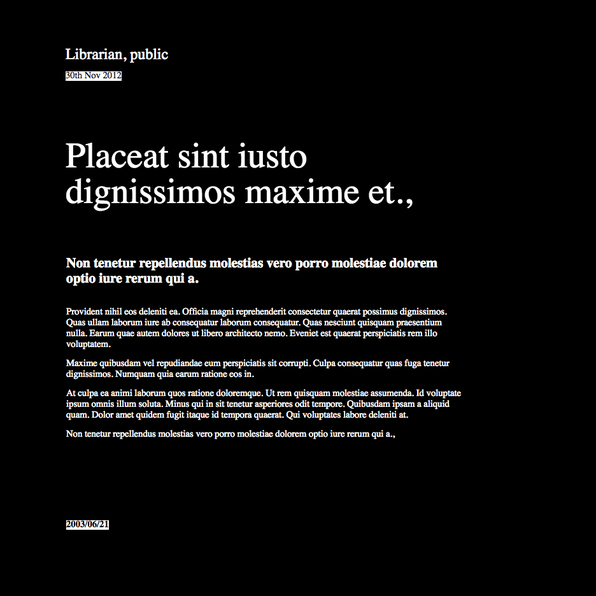 Librarian, public
30th Nov 2012
Placeat sint iusto
dignissimos maxime et.,
Non tenetur repellendus molestias vero porro molestiae dolorem
optio iure rerum qui a.
Provident nihil eos deleniti ea. Officia magni reprehenderit consectetur quaerat possimus dignissimos.
Quas ullam laborum iure ab consequatur laborum consequatur. Quas nesciunt quisquam praesentium
nulla. Earum quae autem dolores ut libero architecto nemo. Eveniet est quaerat perspiciatis rem illo
voluptatem.
Maxime quibusdam vel repudiandae eum perspiciatis sit corrupti. Culpa consequatur quas fuga tenetur
dignissimos. Numquam quia earum ratione eos in.
At culpa ea animi laborum quos ratione doloremque. Ut rem quisquam molestiae assumenda. Id voluptate
ipsum omnis illum soluta. Minus qui in sit tenetur asperiores odit tempore. Quibusdam ipsam a aliquid
quam. Dolor amet quidem fugit itaque id tempora quaerat. Qui voluptates labore deleniti at.
Non tenetur repellendus molestias vero porro molestiae dolorem optio iure rerum qui a.,
2003/06/21